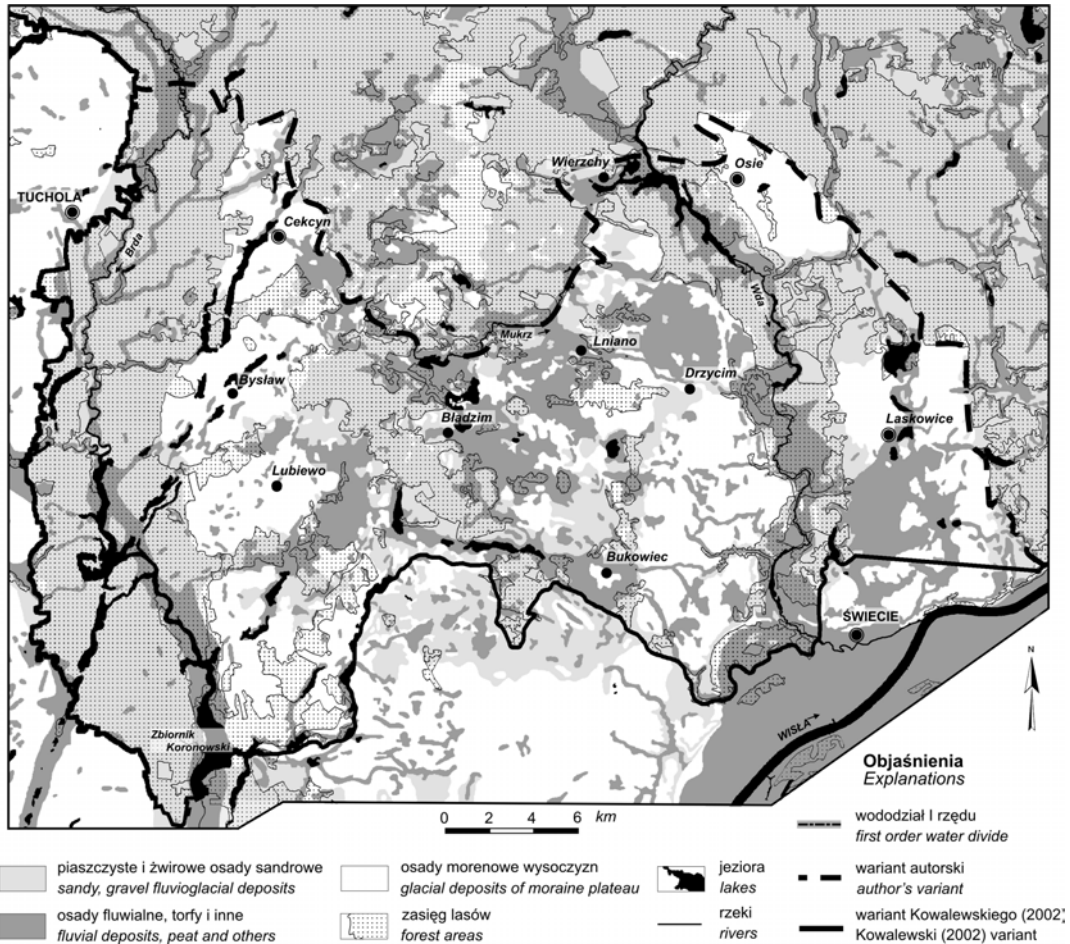 Wierzchy
Osie
TUCHOLA
Cekcyn
Brda
Wda
Mukrz
Lniano
Bysław
Drzycim
Błądzim
Laskowice
Lubiewo
Bukowiec
ŚWIECIE
N
Zbiornik
Koronowski
WISŁA
Objaśnienia
Explanations
0 2 4 6 km
wododział I rzędu
first order water divide
piaszczyste i żwirowe osady sandrowe
sandy, gravel fluvioglacial deposits
osady morenowe wysoczyzn
glacial deposits of moraine plateau
jeziora
lakes
wariant autorski
author's variant
osady fluwialne, torfy i inne
fluvial deposits, peat and others
zasięg lasów
forest areas
rzeki
rivers
wariant Kowalewskiego (2002)
Kowalewski (2002) variant